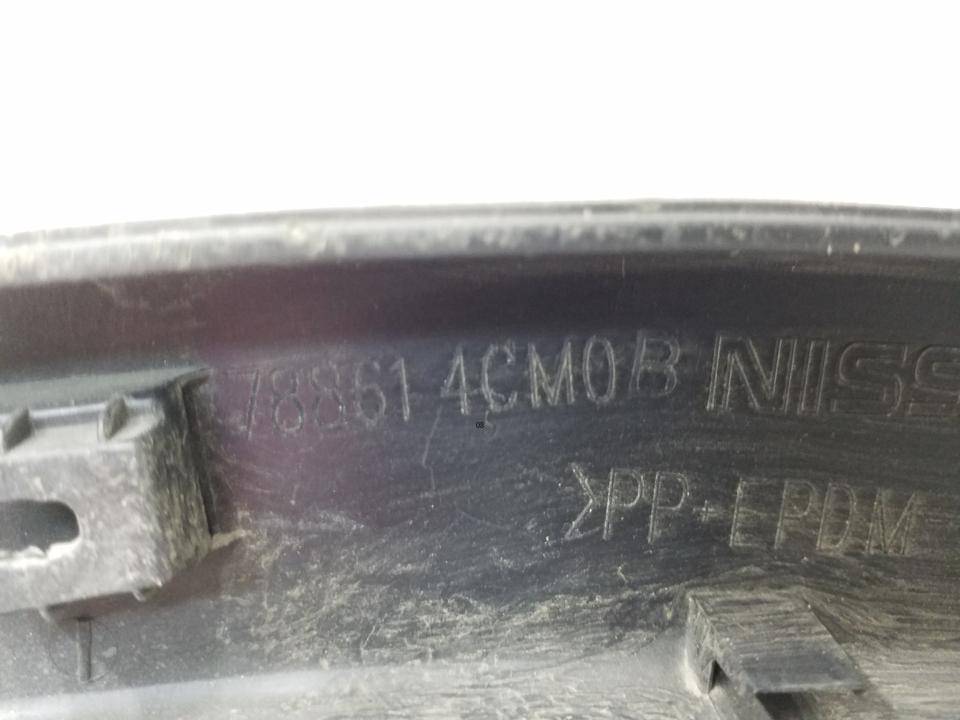 78861 4CM0B NISS
>PP+EPDM-